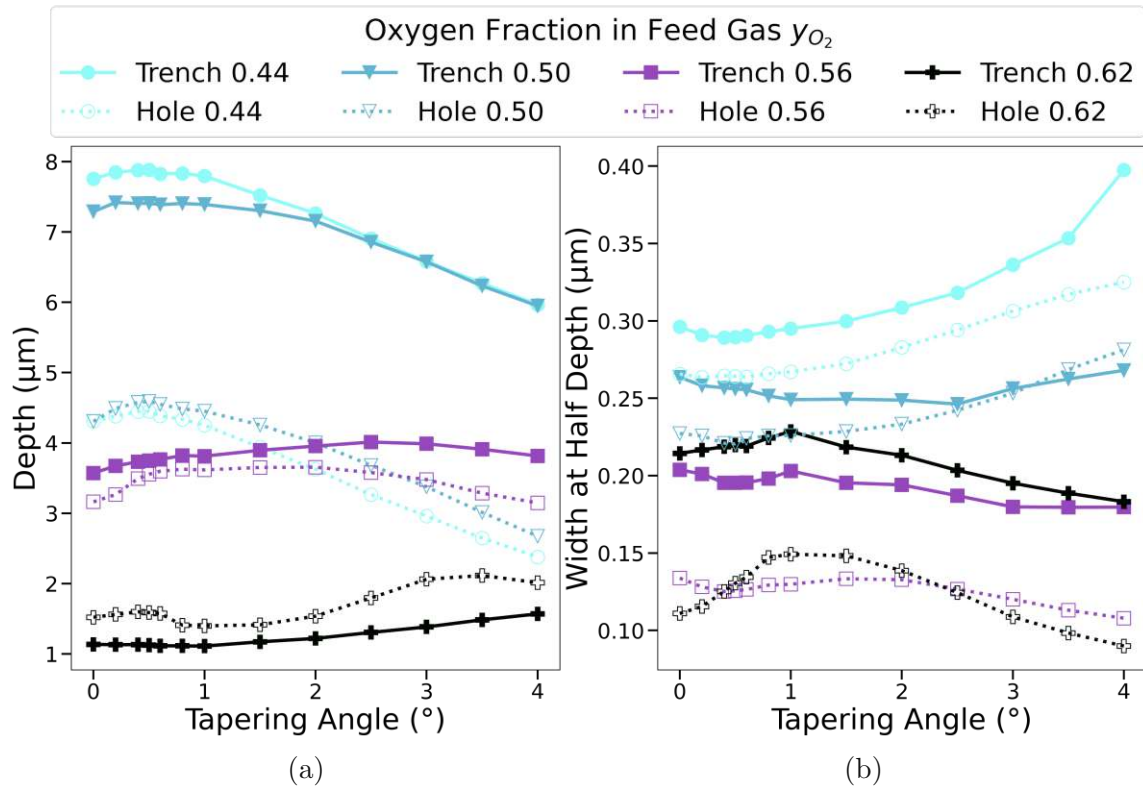 Oxygen Fraction in Feed Gas y_{O_2}
Trench 0.44 Trench 0.50 Trench 0.56 Trench 0.62
Hole 0.44 Hole 0.50 Hole 0.56 Hole 0.62
Depth (μm)
8
7
6
5
4
3
2
1
0 1 2 3 4
Tapering Angle (°)
(a)
Width at Half Depth (μm)
0.40
0.35
0.30
0.25
0.20
0.15
0.10
0 1 2 3 4
Tapering Angle (°)
(b)